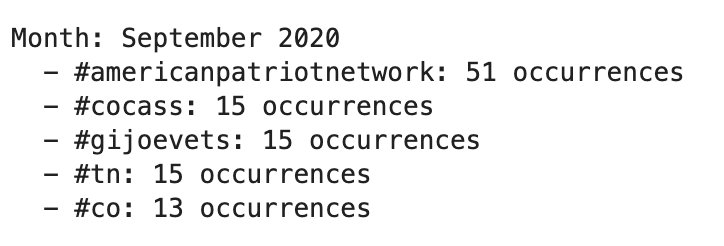 Month: September 2020
- #americanpatriotnetwork: 51 occurrences
- #cocass: 15 occurrences
- #gijoevets: 15 occurrences
- #tn: 15 occurrences
- #co: 13 occurrences